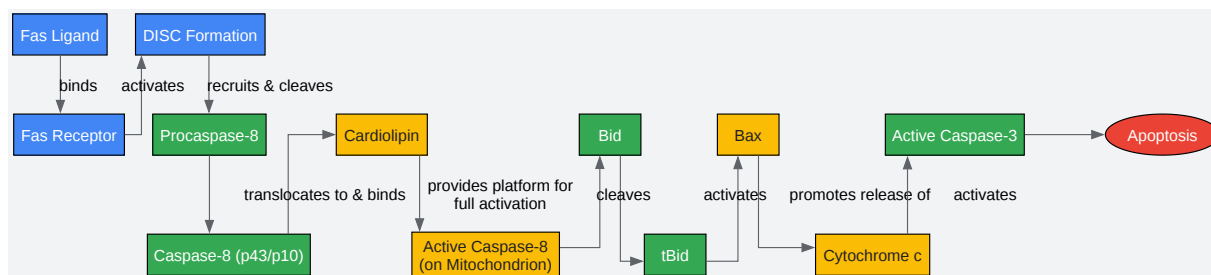 Fas Ligand
DISC Formation
binds
activates
recruits & cleaves
Fas Receptor
Procaspase-8
Cardiolipin
Bid
Bax
Active Caspase-3
Apoptosis
translocates to & binds
provides platform for
full activation
cleaves
activates
promotes release of
activates
Caspase-8 (p43/p10)
Active Caspase-8
(on Mitochondrion)
tBid
Cytochrome c